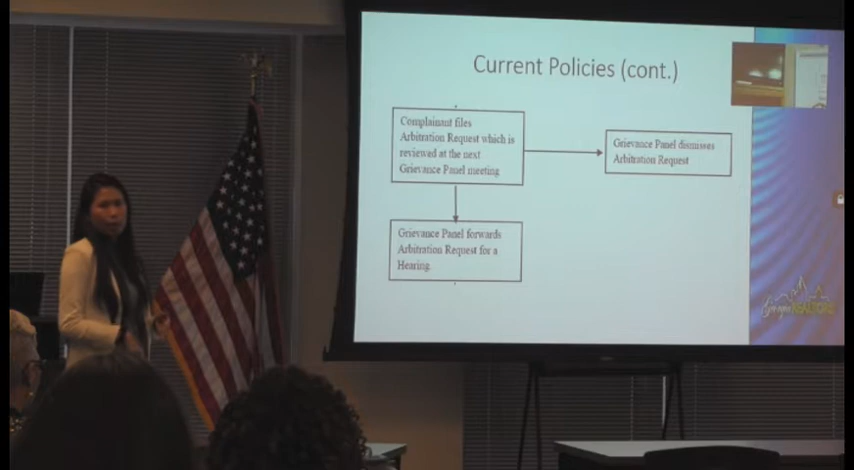 Current Policies (cont.)
Complainant files
Arbitration Request which is
reviewed at the next
Grievance Panel meeting
Grievance Panel dismisses
Arbitration Request
Grievance Panel forwards
Arbitration Request for a
Hearing.
REALTORS